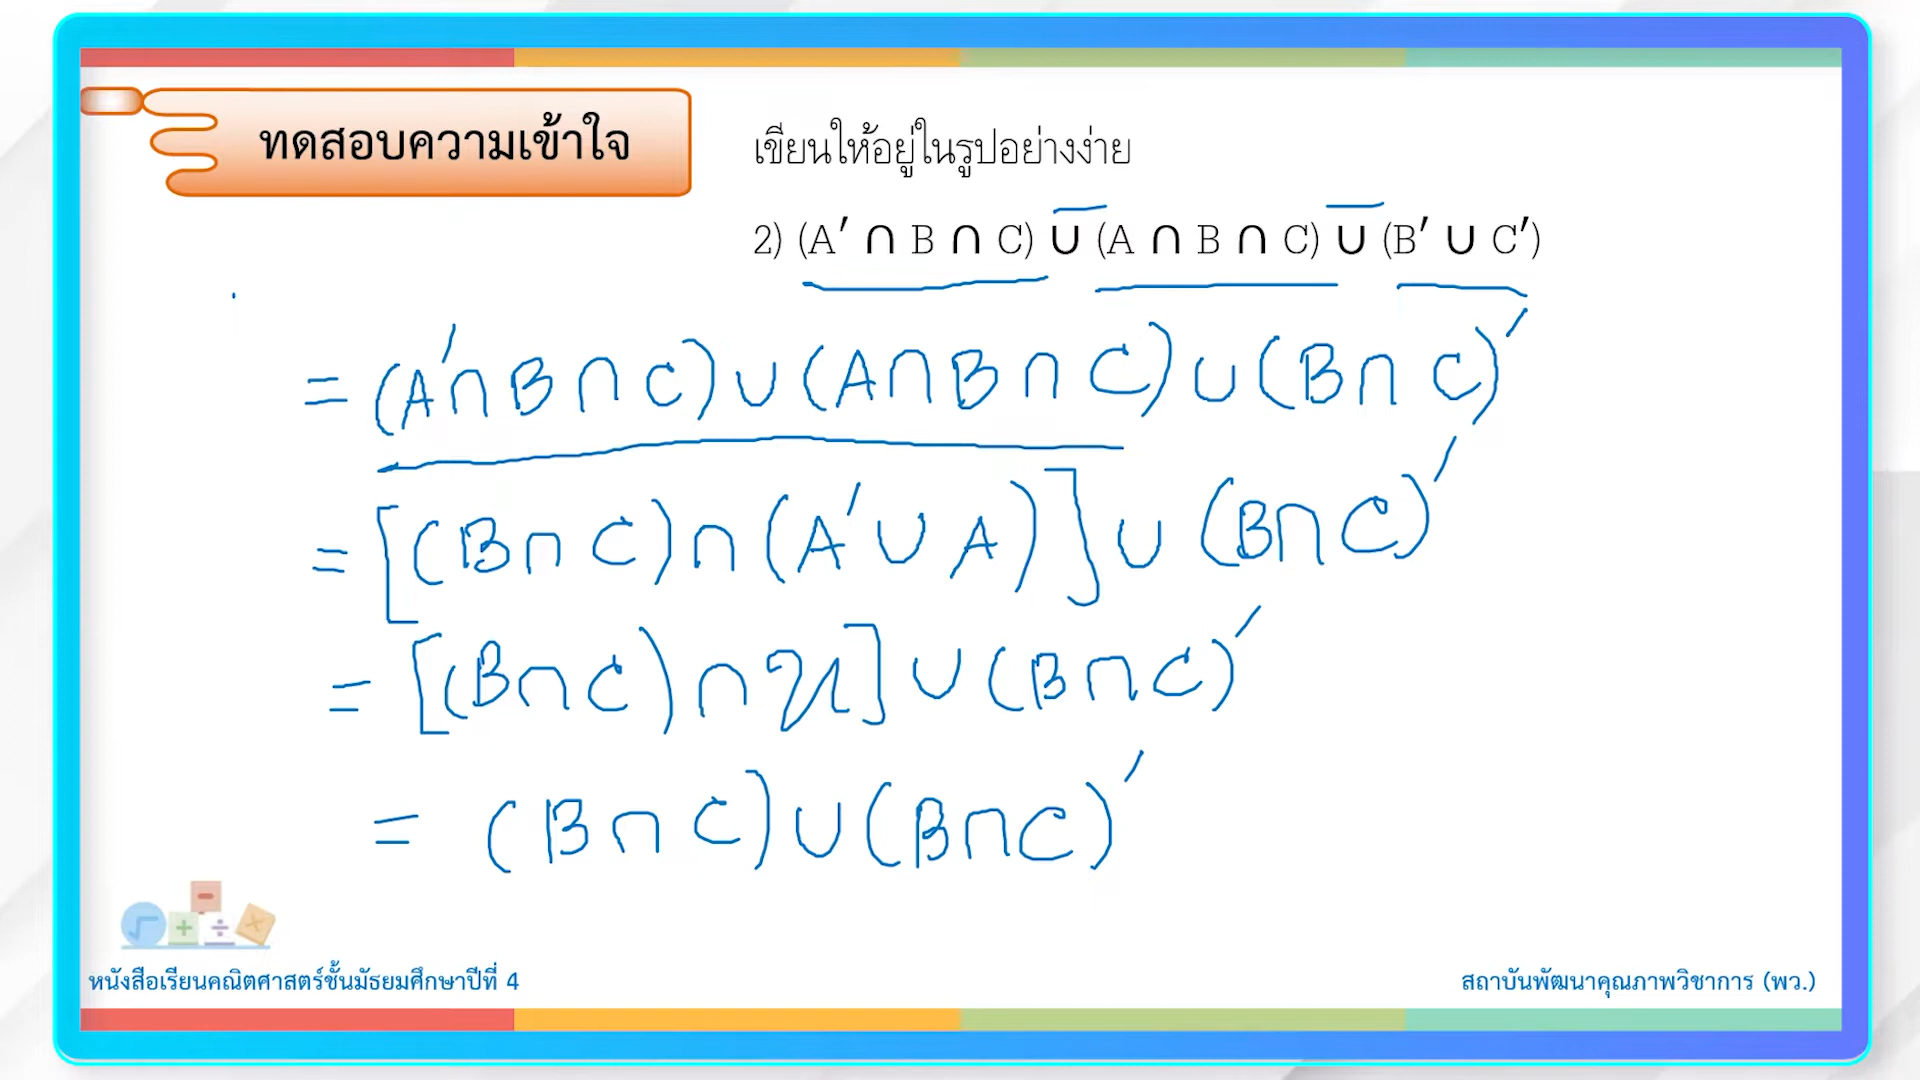 ทดสอบความเข้าใจ
เขียนให้อยู่ในรูปอย่างง่าย
2) (A′ ∩ B ∩ C) ∪ (A ∩ B ∩ C) ∪ (B′ ∪ C′)
= (A′∩B∩C)∪(A∩B∩C)∪(B∩C)′
= [(B∩C)∩(A′∪A)]∪(B∩C)′
= [(B∩C)∩𝒰]∪(B∩C)′
= (B∩C)∪(B∩C)′
หนังสือเรียนคณิตศาสตร์ชั้นมัธยมศึกษาปีที่ 4
สถาบันพัฒนาคุณภาพวิชาการ (พว.)